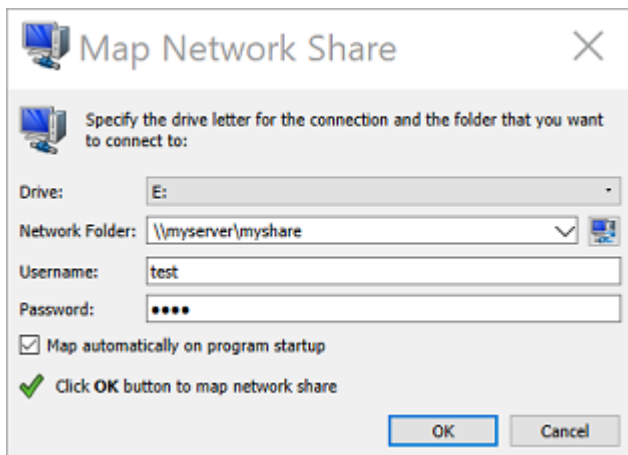 Map Network Share
Specify the drive letter for the connection and the folder that you want
to connect to:
Drive: E:
Network Folder: \\myserver\myshare
Username: test
Password: ••••
Map automatically on program startup
Click OK button to map network share
OK Cancel